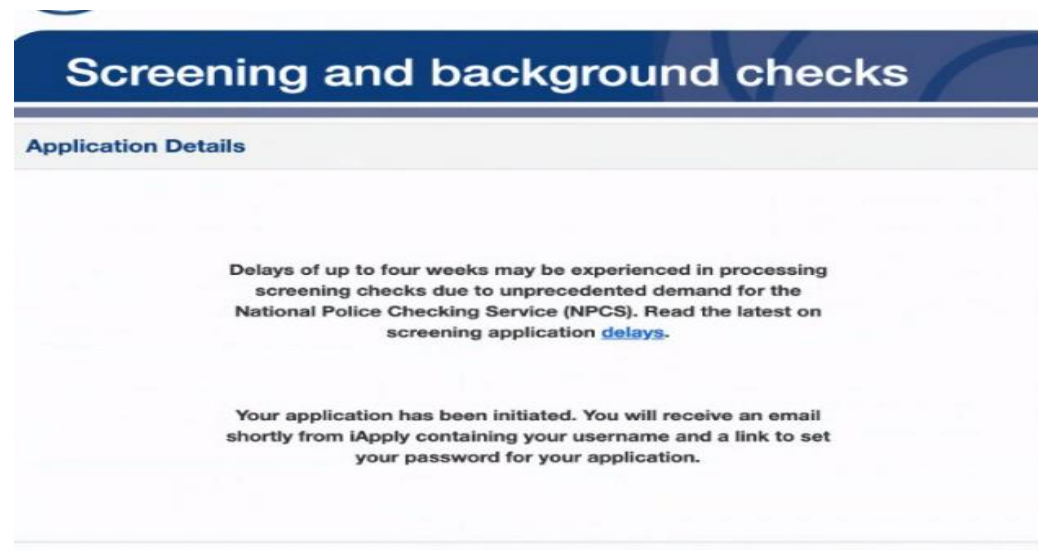 Screening and background checks
Application Details
Delays of up to four weeks may be experienced in processing
screening checks due to unprecedented demand for the
National Police Checking Service (NPCS). Read the latest on
screening application delays.
Your application has been initiated. You will receive an email
shortly from iApply containing your username and a link to set
your password for your application.